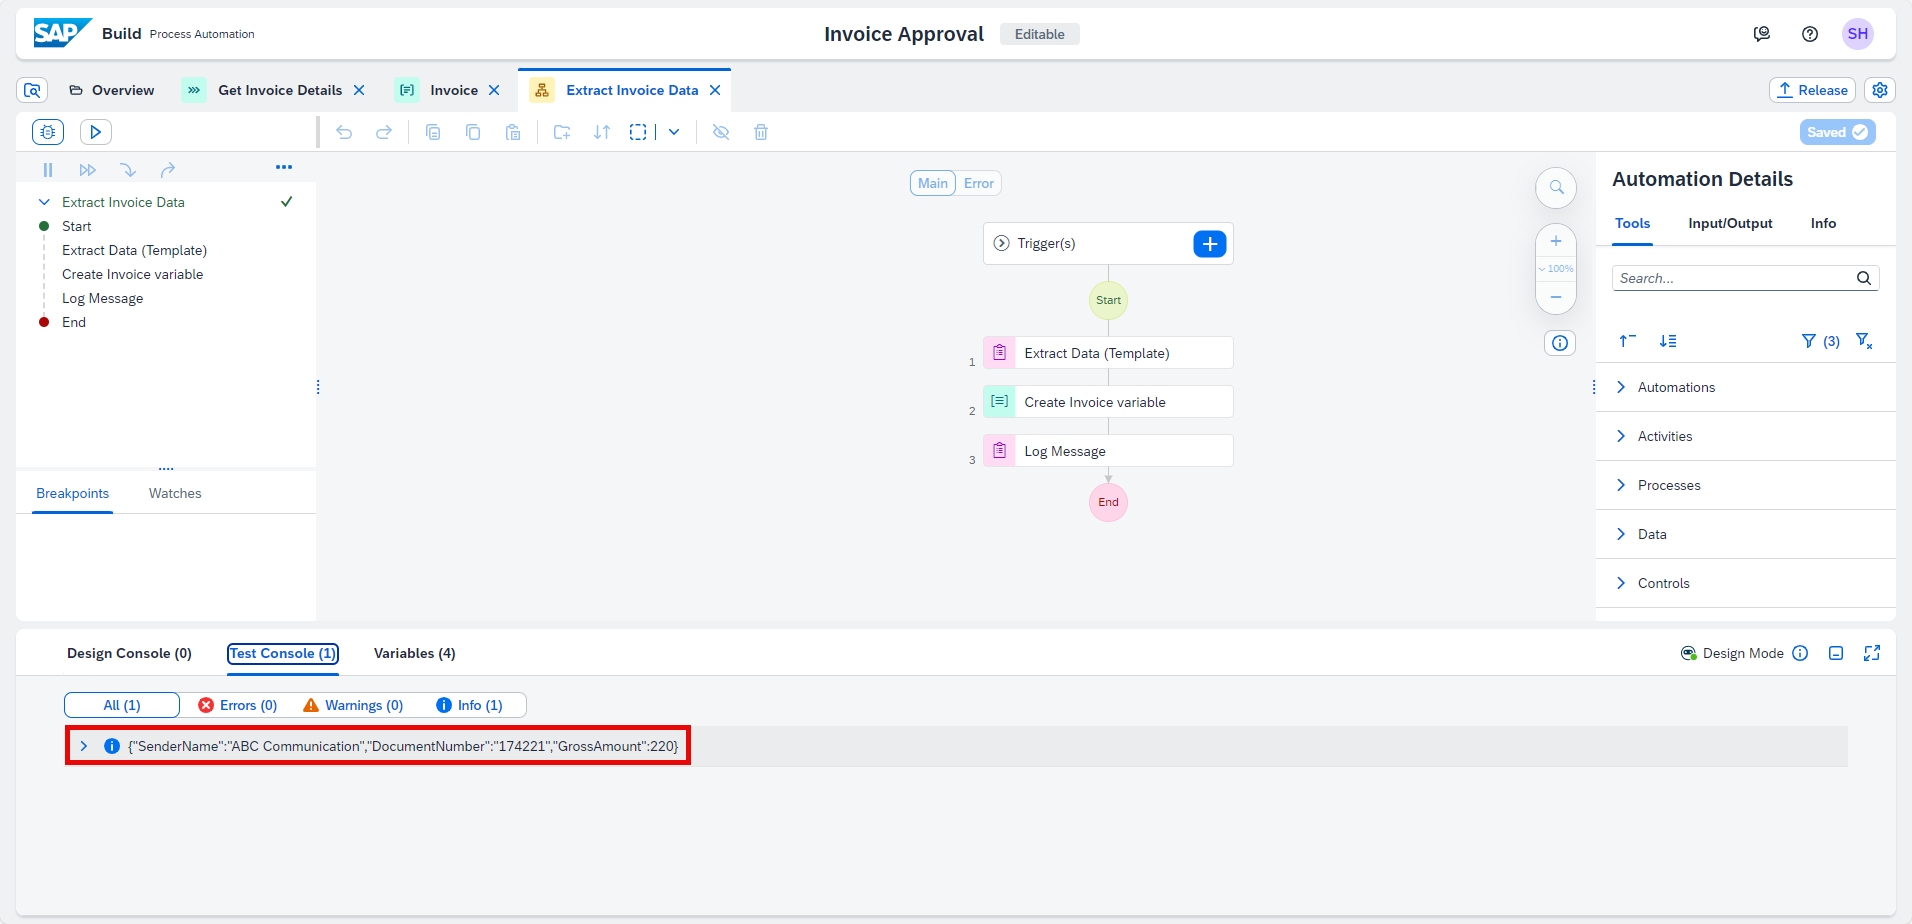 SAP Build Process Automation
Invoice Approval Editable
SH
Overview Get Invoice Details Invoice Extract Invoice Data
Release
Saved
Extract Invoice Data
Start
Extract Data (Template)
Create Invoice variable
Log Message
End
Breakpoints Watches
Main Error
Trigger(s)
Start
1 Extract Data (Template)
2 Create Invoice variable
3 Log Message
End
100%
Automation Details
Tools Input/Output Info
Search...
(3)
Automations
Activities
Processes
Data
Controls
Design Console (0) Test Console (1) Variables (4)
Design Mode
All (1) Errors (0) Warnings (0) Info (1)
{"SenderName":"ABC Communication","DocumentNumber":"174221","GrossAmount":220}